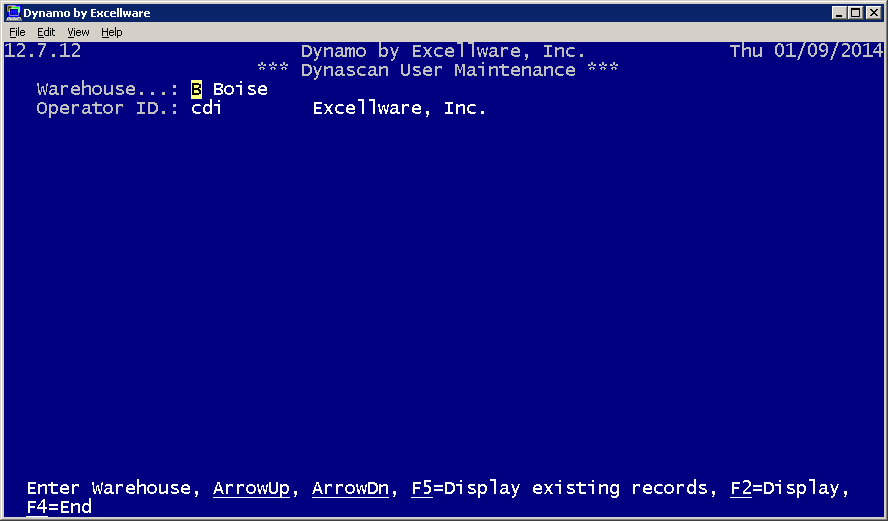 Dynamo by Excellware
File Edit View Help
12.7.12 Dynamo by Excellware, Inc. Thu 01/09/2014
*** Dynascan User Maintenance ***
Warehouse...: B Boise
Operator ID.: cdi Excellware, Inc.
Enter Warehouse, ArrowUp, ArrowDn, F5=Display existing records, F2=Display,
F4=End